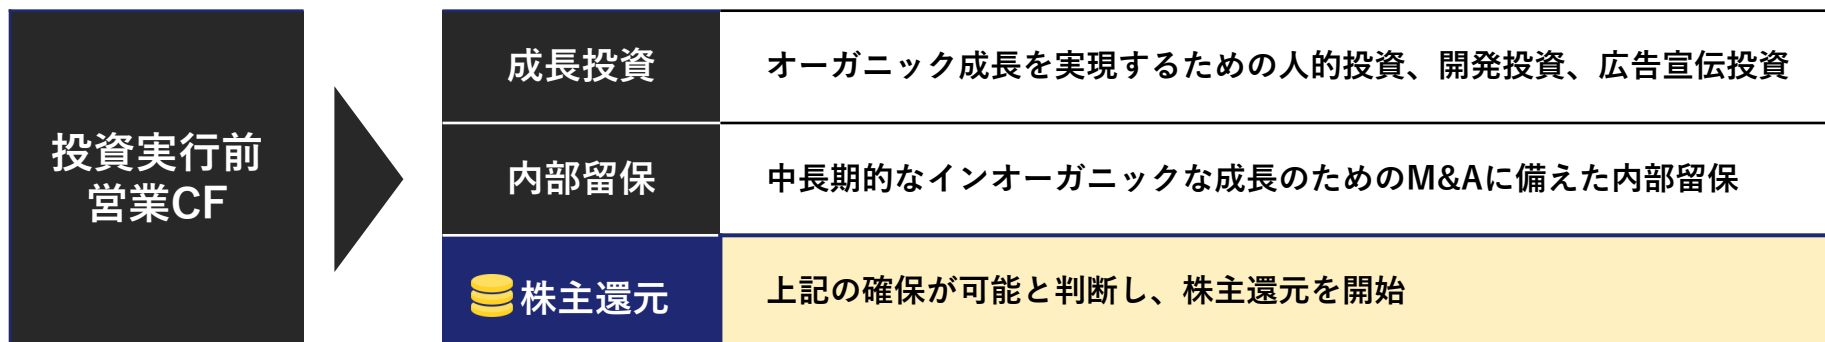 投資実行前
営業CF
成長投資
オーガニック成長を実現するための人的投資、開発投資、広告宣伝投資
内部留保
中長期的なインオーガニックな成長のためのM&Aに備えた内部留保
株主還元
上記の確保が可能と判断し、株主還元を開始